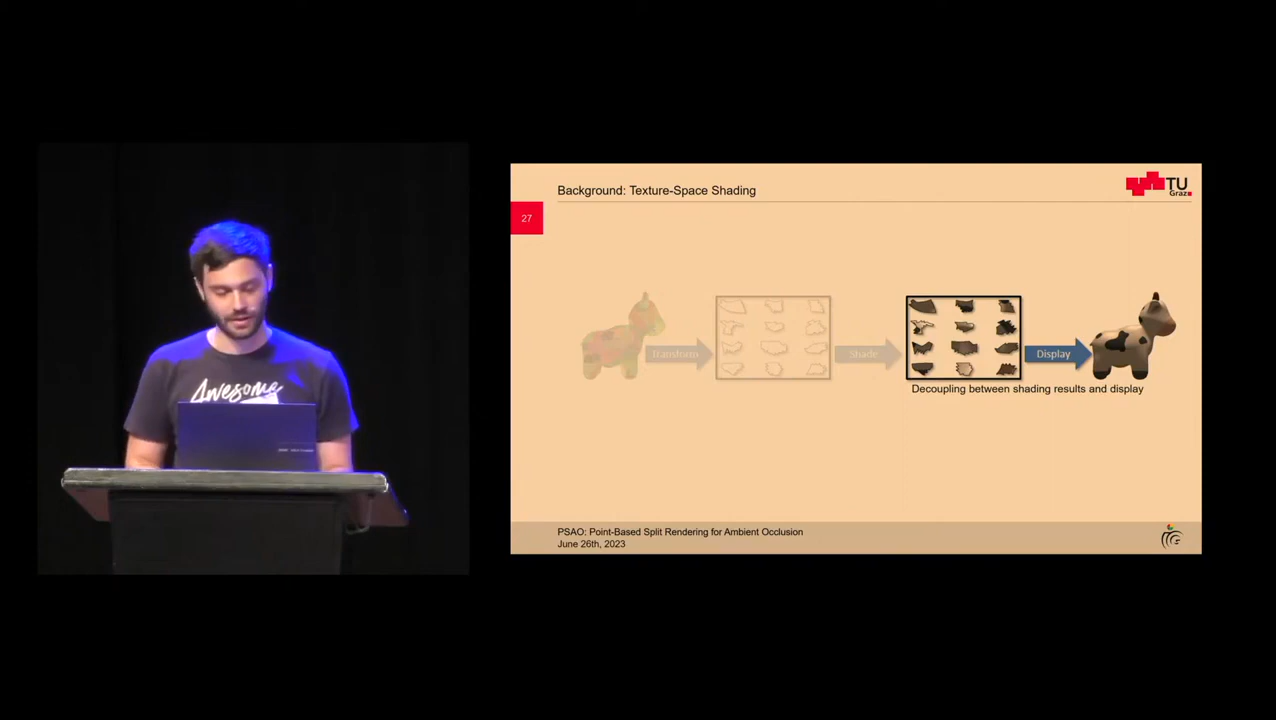 Awesome
Background: Texture-Space Shading
TU
Graz
27
Transform
Shade
Display
Decoupling between shading results and display
PSAO: Point-Based Split Rendering for Ambient Occlusion
June 26th, 2023